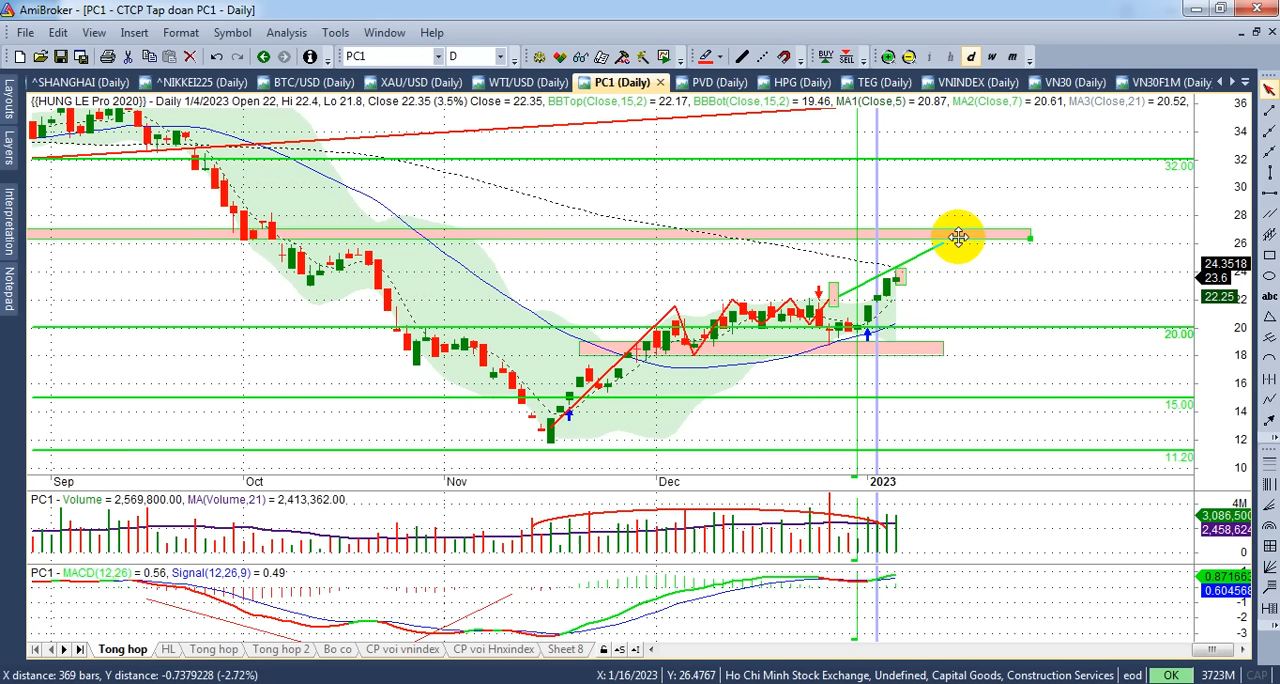 AmiBroker - [PC1 - CTCP Tap doan PC1 - Daily]
File Edit View Insert Format Symbol Analysis Tools Window Help
PC1 D BUY SELL i h d w m
^SHANGHAI (Daily) ^NIKKEI225 (Daily) BTC/USD (Daily) XAU/USD (Daily) WTI/USD (Daily) PC1 (Daily) PVD (Daily) HPG (Daily) TEG (Daily) VNINDEX (Daily) VN30 (Daily) VN30F1M (Daily
{{HUNG LE Pro 2020}} - Daily 1/4/2023 Open 22, Hi 22.4, Lo 21.8, Close 22.35 (3.5%) Close = 22.35, BBTop(Close,15,2) = 22.17, BBBot(Close,15,2) = 19.46, MA1(Close,5) = 20.87, MA2(Close,7) = 20.61, MA3(Close,21) = 20.52,
Layouts
Layers
Interpretation
Notepad
36
34
32
32.00
30
28
26
24.3518
24
23.6
22.25
22
20
20.00
18
16
15.00
14
12
11.20
10
Sep Oct Nov Dec 2023
PC1 - Volume = 2,569,800.00, MA(Volume,21) = 2,413,362.00,
4M
3,086,500
2,458,624
0
PC1 - MACD(12,26) = 0.56, Signal(12,26,9) = 0.49
0.871663
0.604568
-1
-2
-3
Tong hop HL Tong hop Tong hop 2 Bo co CP voi vnindex CP voi Hnxindex Sheet 8
X distance: 369 bars, Y distance: -0.7379228 (-2.72%) X: 1/16/2023 Y: 26.4767 Ho Chi Minh Stock Exchange, Undefined, Capital Goods, Construction Services eod OK 3723M CAP
abc